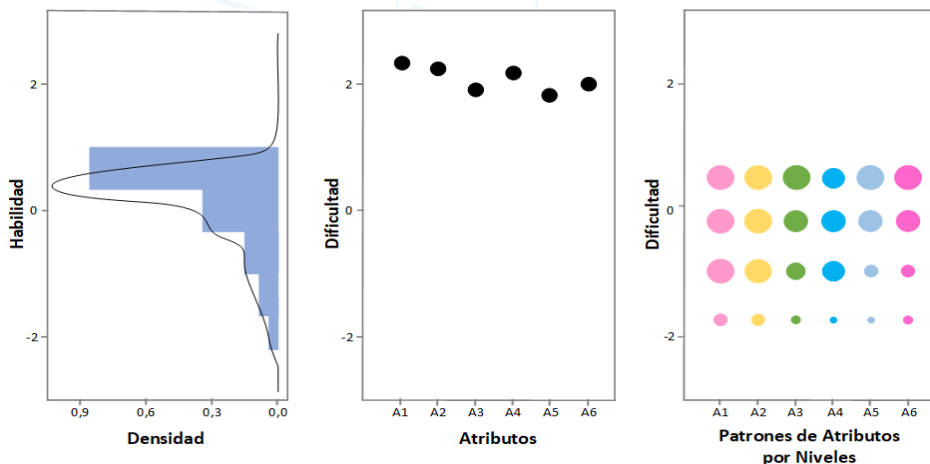 2
0
-2
Habilidad
0,9 0,6 0,3 0,0
Densidad
2
0
-2
Dificultad
A1 A2 A3 A4 A5 A6
Atributos
2
0
-2
Dificultad
A1 A2 A3 A4 A5 A6
Patrones de Atributos
por Niveles